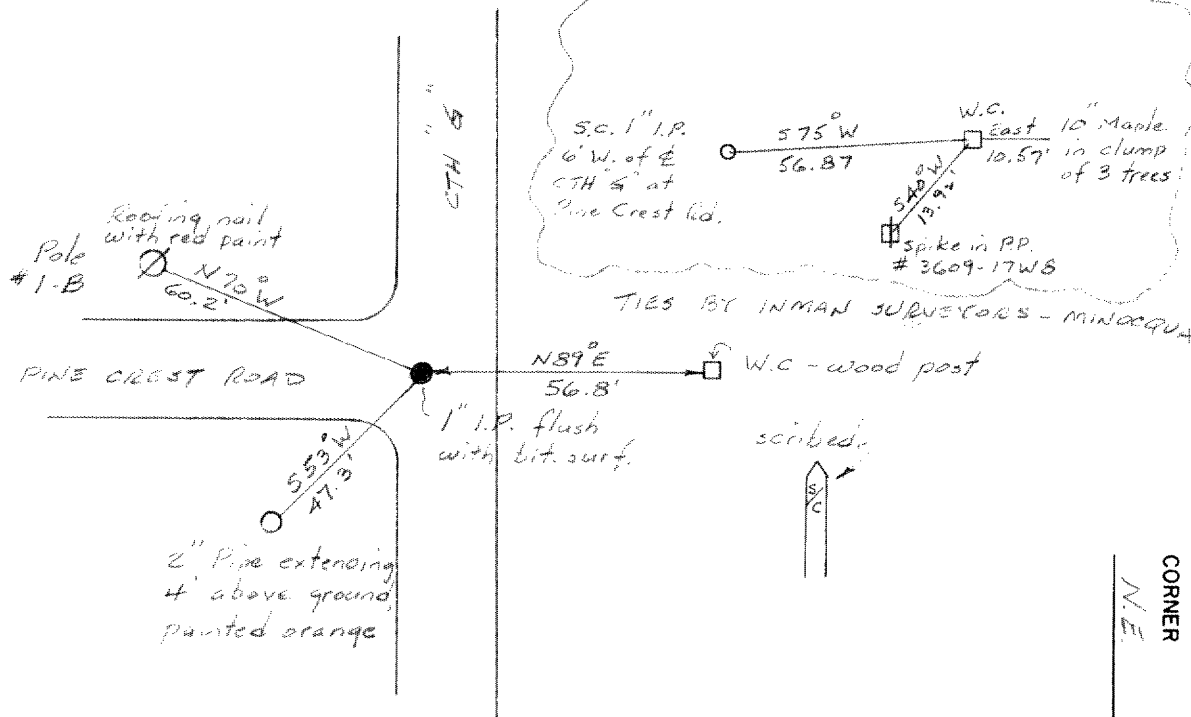 CTH "S"
S.C. 1" I.P.
6' W. of ℄
CTH "S" at
Pine Crest Rd.
S75°W
56.87
W.C.
East
10.57'
10" Maple
in clump
of 3 trees
S40°W
13.92'
spike in P.P.
# 3609-17W8
TIES BY INMAN SURVEYORS - MINOCQUA
Roofing nail
with red paint
Pole
#1-B
N70°W
60.2'
PINE CREST ROAD
N89°E
56.8'
W.C - wood post
1" I.P. flush
with bit. surf.
S53°W
47.3'
scribed
S/C
2" Pipe extending
4' above ground,
painted orange
CORNER
N.E.